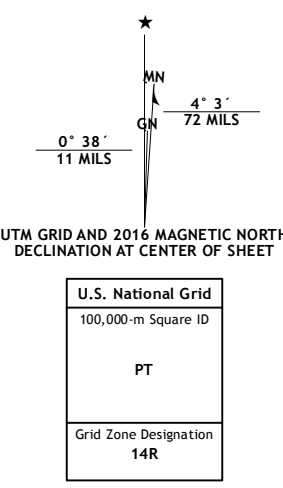 ★
MN
4° 3´
72 MILS
GN
0° 38´
11 MILS
UTM GRID AND 2016 MAGNETIC NORTH
DECLINATION AT CENTER OF SHEET
U.S. National Grid
100,000-m Square ID
PT
Grid Zone Designation
14R